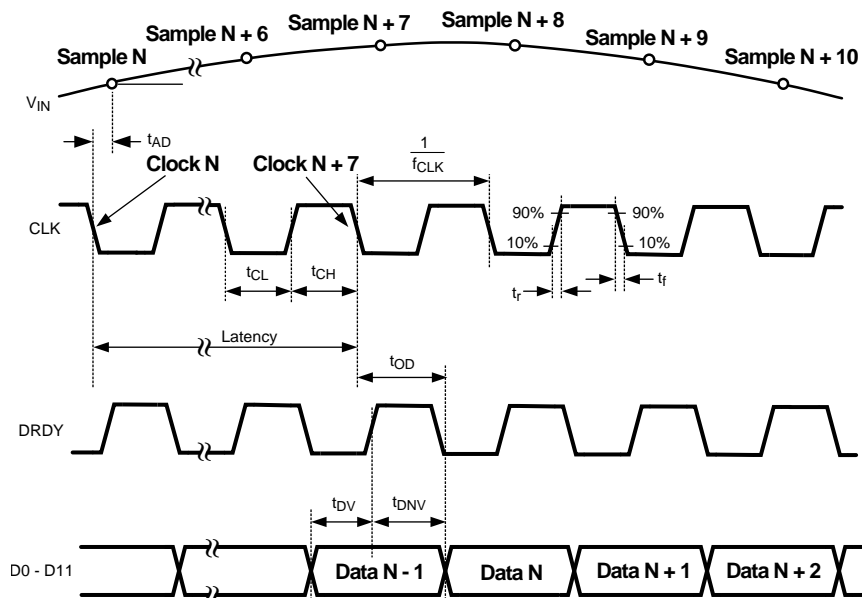 Sample N
Sample N + 6
Sample N + 7
Sample N + 8
Sample N + 9
Sample N + 10
VIN
tAD
Clock N
Clock N + 7
1
fCLK
CLK
90%
90%
10%
10%
tCL
tCH
tr
tf
Latency
tOD
DRDY
tDV
tDNV
D0 - D11
Data N - 1
Data N
Data N + 1
Data N + 2